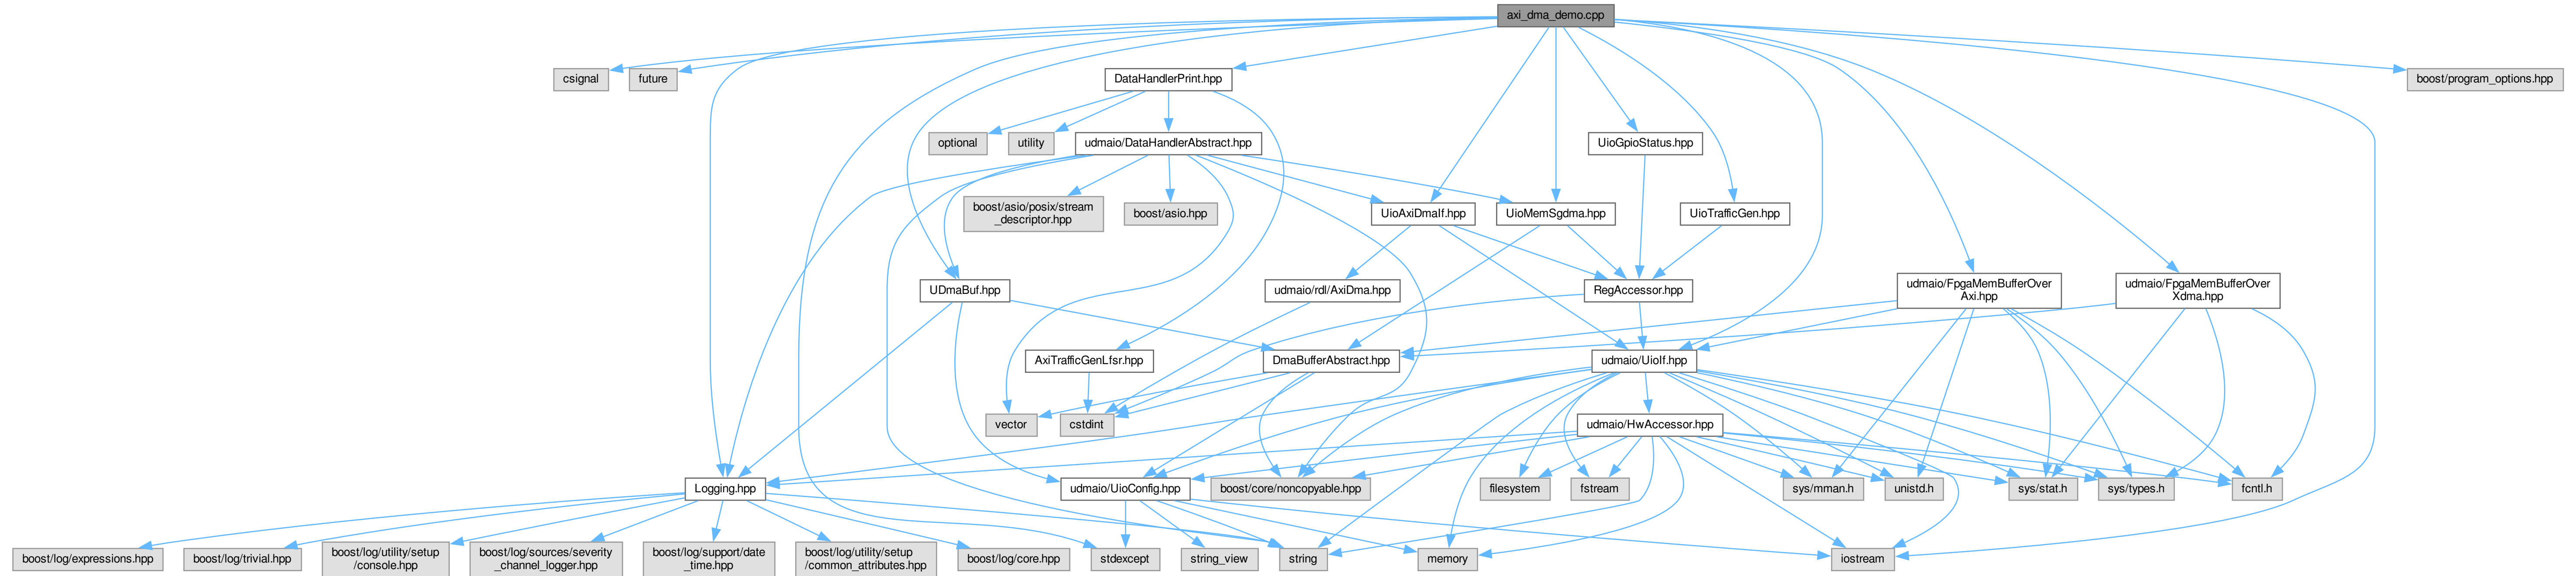 axi_dma_demo.cpp
csignal
future
DataHandlerPrint.hpp
boost/program_options.hpp
optional
utility
udmaio/DataHandlerAbstract.hpp
UioGpioStatus.hpp
boost/asio/posix/stream
_descriptor.hpp
boost/asio.hpp
UioAxiDmaIf.hpp
UioMemSgdma.hpp
UioTrafficGen.hpp
UDmaBuf.hpp
udmaio/rdl/AxiDma.hpp
RegAccessor.hpp
udmaio/FpgaMemBufferOver
Axi.hpp
udmaio/FpgaMemBufferOver
Xdma.hpp
AxiTrafficGenLfsr.hpp
DmaBufferAbstract.hpp
udmaio/UioIf.hpp
vector
cstdint
udmaio/HwAccessor.hpp
Logging.hpp
udmaio/UioConfig.hpp
boost/core/noncopyable.hpp
filesystem
fstream
sys/mman.h
unistd.h
sys/stat.h
sys/types.h
fcntl.h
boost/log/expressions.hpp
boost/log/trivial.hpp
boost/log/utility/setup
/console.hpp
boost/log/sources/severity
_channel_logger.hpp
boost/log/support/date
_time.hpp
boost/log/utility/setup
/common_attributes.hpp
boost/log/core.hpp
stdexcept
string_view
string
memory
iostream